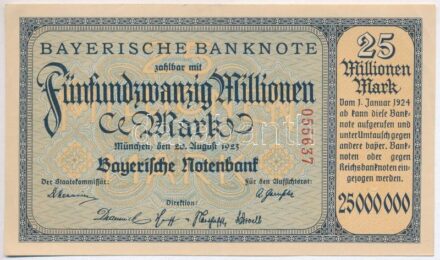 BAYERISCHE BANKNOTE
zahlbar mit
Fünfundzwanzig Millionen
Mark
München, den 20. August 1923
Bayerische Notenbank
Der Staatskommissär:
Für den Aufsichtsrat:
Direktion:
055637
25
Millionen
Mark
Vom 1. Januar 1924
ab kann diese Bank-
note aufgerufen und
unter Umtausch gegen
andere bayer. Bank-
noten oder gegen
Reichsbanknoten ein-
gezogen werden.
25000000